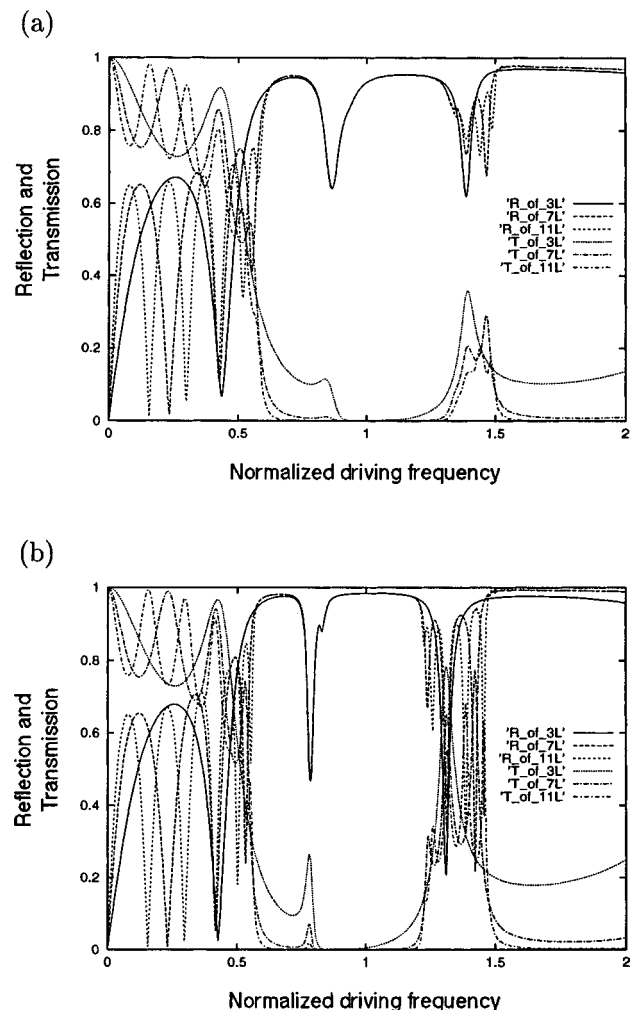 (a)
Reflection and
Transmission
1
0.8
0.6
0.4
0.2
0
0
0.5
1
1.5
2
Normalized driving frequency
'R_of_3L'
'R_of_7L'
'R_of_11L'
'T_of_3L'
'T_of_7L'
'T_of_11L'
(b)
Reflection and
Transmission
1
0.8
0.6
0.4
0.2
0
0
0.5
1
1.5
2
Normalized driving frequency
'R_of_3L'
'R_of_7L'
'R_of_11L'
'T_of_3L'
'T_of_7L'
'T_of_11L'